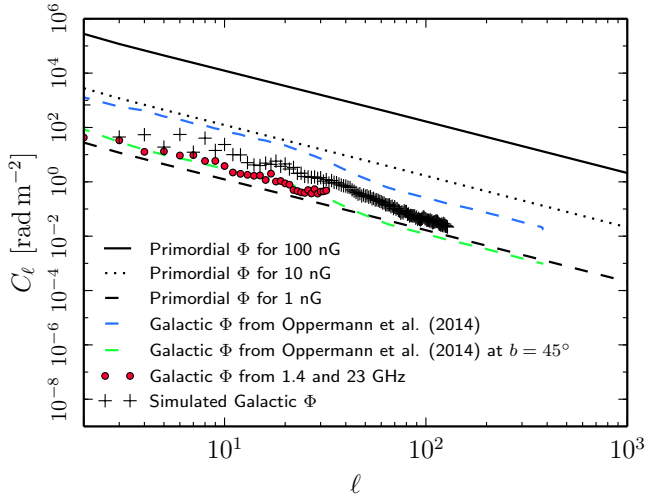 10^6
10^4
10^2
10^0
10^−2
10^−4
10^−6
10^−8
C_ℓ [rad m^−2]
Primordial Φ for 100 nG
Primordial Φ for 10 nG
Primordial Φ for 1 nG
Galactic Φ from Oppermann et al. (2014)
Galactic Φ from Oppermann et al. (2014) at b = 45°
Galactic Φ from 1.4 and 23 GHz
Simulated Galactic Φ
10^1 10^2 10^3
ℓ